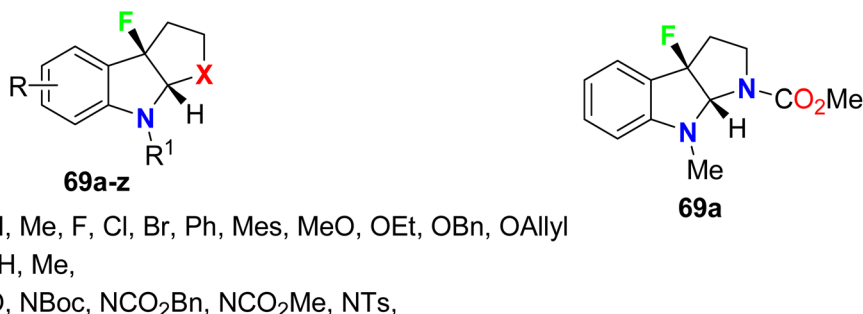 F
F
R
X
N
H
N
CO₂Me
R¹
N
H
69a-z
Me
69a
Me, F, Cl, Br, Ph, Mes, MeO, OEt, OBn, OAllyl
H, Me,
NBoc, NCO₂Bn, NCO₂Me, NTs,